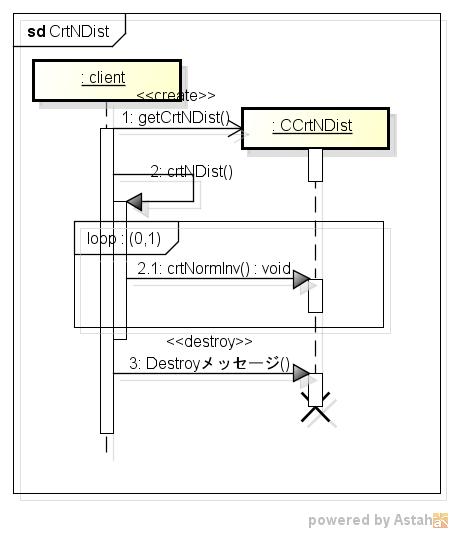 sd CrtNDist
: client
<<create>>
1: getCrtNDist()
: CCrtNDist
2: crtNDist()
loop : (0,1)
2.1: crtNormInv() : void
<<destroy>>
3: Destroyメッセージ()
powered by Astah